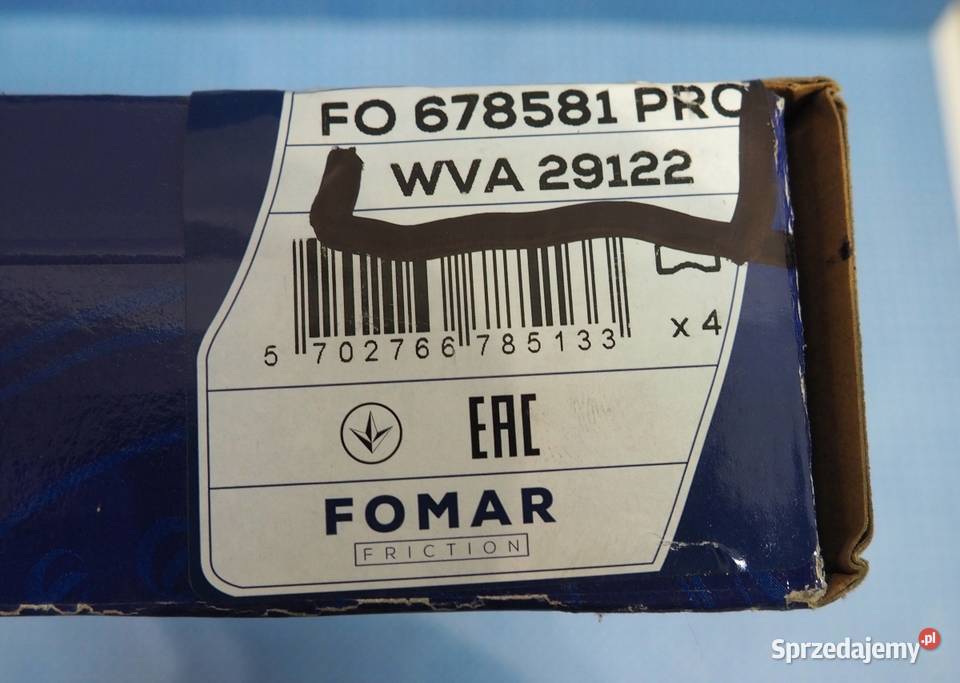 FO 678581 PRO
WVA 29122
5 702766 785133
x 4
EAC
FOMAR
FRICTION
Sprzedajemy.pl